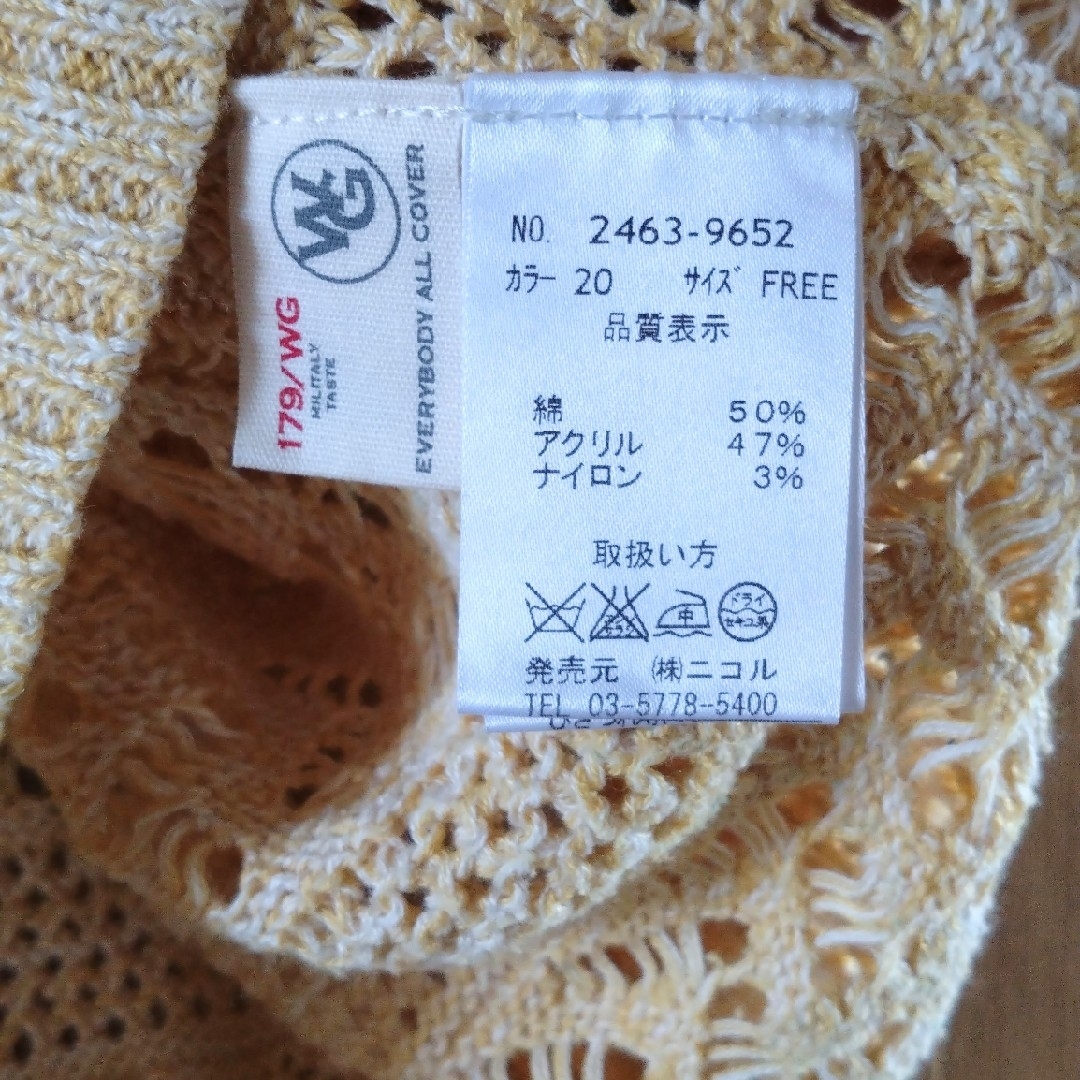 WG
179/WG
MILITALY
TASTE
EVERYBODY ALL COVER
NO. 2463-9652
カラー 20 サイズ FREE
品質表示
綿 50%
アクリル 47%
ナイロン 3%
取扱い方
中
ドライ
セキユ系
発売元 ㈱ニコル
TEL 03-5778-5400